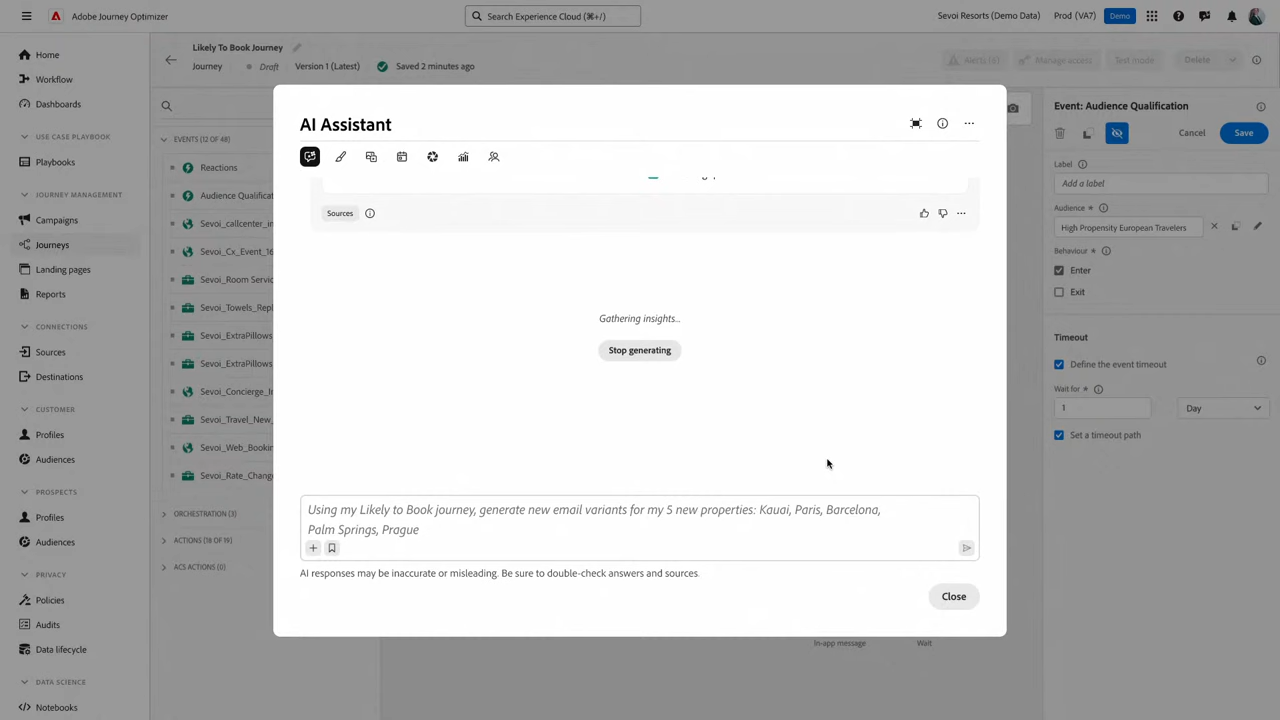 Adobe Journey Optimizer
Search Experience Cloud (⌘+/)
Sevoi Resorts (Demo Data)
Prod (VA7)
Demo
Home
Workflow
Dashboards
USE CASE PLAYBOOK
Playbooks
JOURNEY MANAGEMENT
Campaigns
Journeys
Landing pages
Reports
CONNECTIONS
Sources
Destinations
CUSTOMER
Profiles
Audiences
PROSPECTS
Profiles
Audiences
PRIVACY
Policies
Audits
Data lifecycle
DATA SCIENCE
Notebooks
Likely To Book Journey
Journey
Draft
Version 1 (Latest)
Saved 2 minutes ago
Alerts (6)
Manage access
Test mode
Delete
EVENTS (12 OF 48)
Reactions
Audience Qualificat
Sevoi_callcenter_in
Sevoi_Cx_Event_16
Sevoi_Room Servic
Sevoi_Towels_Repl
Sevoi_ExtraPillows
Sevoi_ExtraPillows
Sevoi_Concierge_In
Sevoi_Travel_New_
Sevoi_Web_Bookin
Sevoi_Rate_Chang
ORCHESTRATION (3)
ACTIONS (18 OF 19)
ACS ACTIONS (0)
AI Assistant
Sources
Gathering insights...
Stop generating
Using my Likely to Book journey, generate new email variants for my 5 new properties: Kauai, Paris, Barcelona,
Palm Springs, Prague
AI responses may be inaccurate or misleading. Be sure to double-check answers and sources.
Close
In-app message
Wait
Event: Audience Qualification
Cancel
Save
Label
Add a label
Audience *
High Propensity European Travelers
Behaviour *
Enter
Exit
Timeout
Define the event timeout
Wait for *
1
Day
Set a timeout path